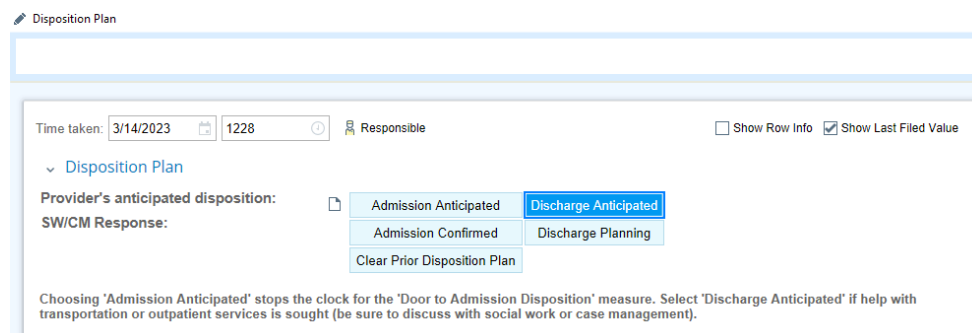 Disposition Plan
Time taken: 3/14/2023 1228 Responsible Show Row Info Show Last Filed Value
Disposition Plan
Provider's anticipated disposition: Admission Anticipated Discharge Anticipated
SW/CM Response:
Admission Confirmed Discharge Planning
Clear Prior Disposition Plan
Choosing 'Admission Anticipated' stops the clock for the 'Door to Admission Disposition' measure. Select 'Discharge Anticipated' if help with
transportation or outpatient services is sought (be sure to discuss with social work or case management).